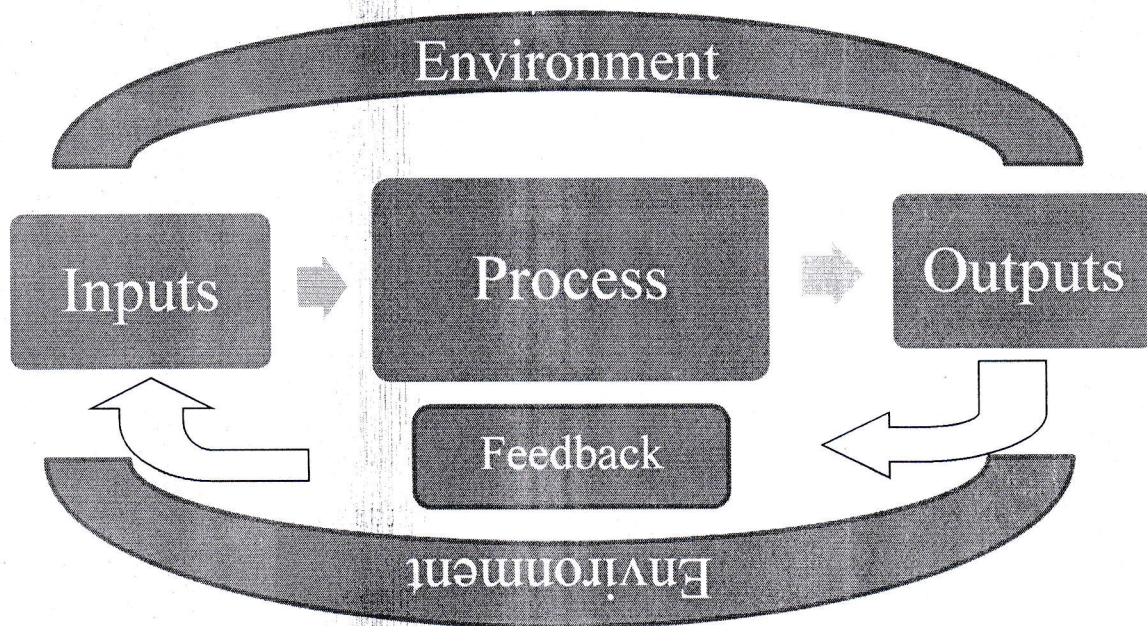 Environment
Inputs
Process
Outputs
Feedback
Environment